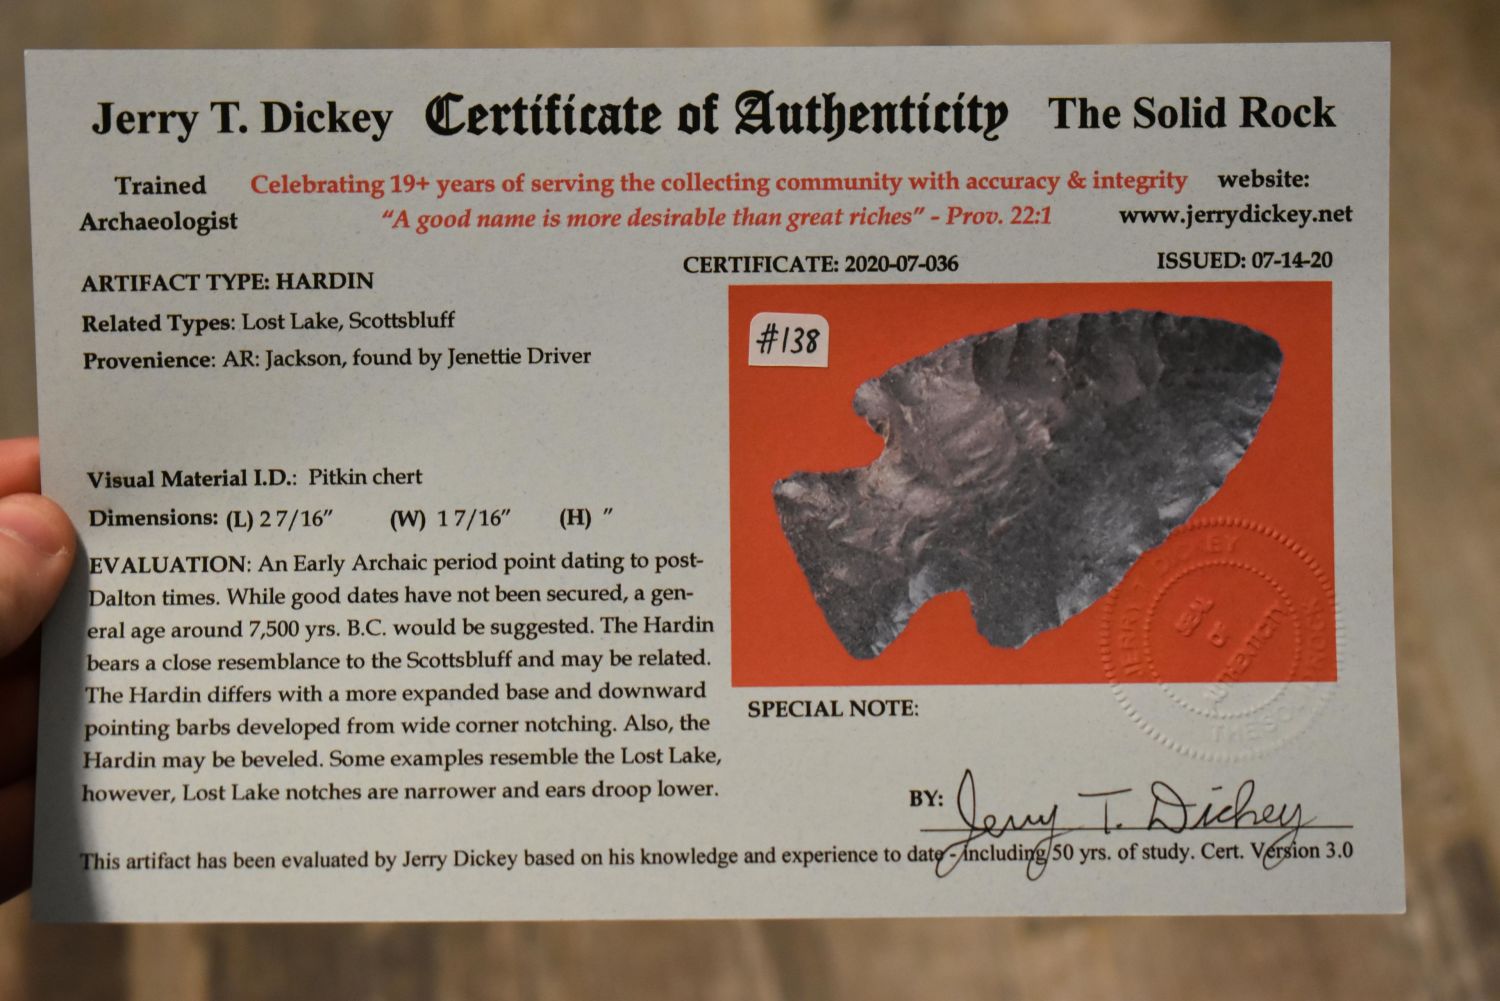 Jerry T. Dickey Certificate of Authenticity The Solid Rock
Trained Archaeologist
Celebrating 19+ years of serving the collecting community with accuracy & integrity
"A good name is more desirable than great riches" - Prov. 22:1
website:
www.jerrydickey.net
ARTIFACT TYPE: HARDIN
CERTIFICATE: 2020-07-036
ISSUED: 07-14-20
Related Types: Lost Lake, Scottsbluff
Provenience: AR: Jackson, found by Jenettie Driver
#138
Visual Material I.D.: Pitkin chert
Dimensions: (L) 2 7/16" (W) 1 7/16" (H) "
EVALUATION: An Early Archaic period point dating to post-
Dalton times. While good dates have not been secured, a gen-
eral age around 7,500 yrs. B.C. would be suggested. The Hardin
bears a close resemblance to the Scottsbluff and may be related.
The Hardin differs with a more expanded base and downward
pointing barbs developed from wide corner notching. Also, the
Hardin may be beveled. Some examples resemble the Lost Lake,
however, Lost Lake notches are narrower and ears droop lower.
SPECIAL NOTE:
BY: Jerry T. Dickey
This artifact has been evaluated by Jerry Dickey based on his knowledge and experience to date - including 50 yrs. of study. Cert. Version 3.0